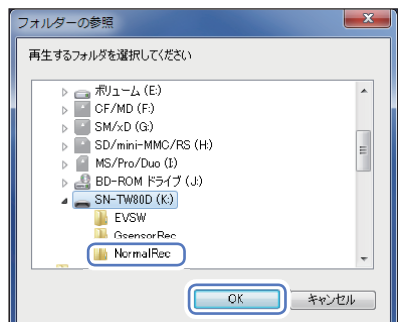 フォルダーの参照
再生するフォルダを選択してください
ボリューム (E:)
CF/MD (F:)
SM/xD (G:)
SD/mini-MMC/RS (H:)
MS/Pro/Duo (I:)
BD-ROM ドライブ (J:)
SN-TW80D (K:)
EVSW
GsensorRec
NormalRec
OK
キャンセル